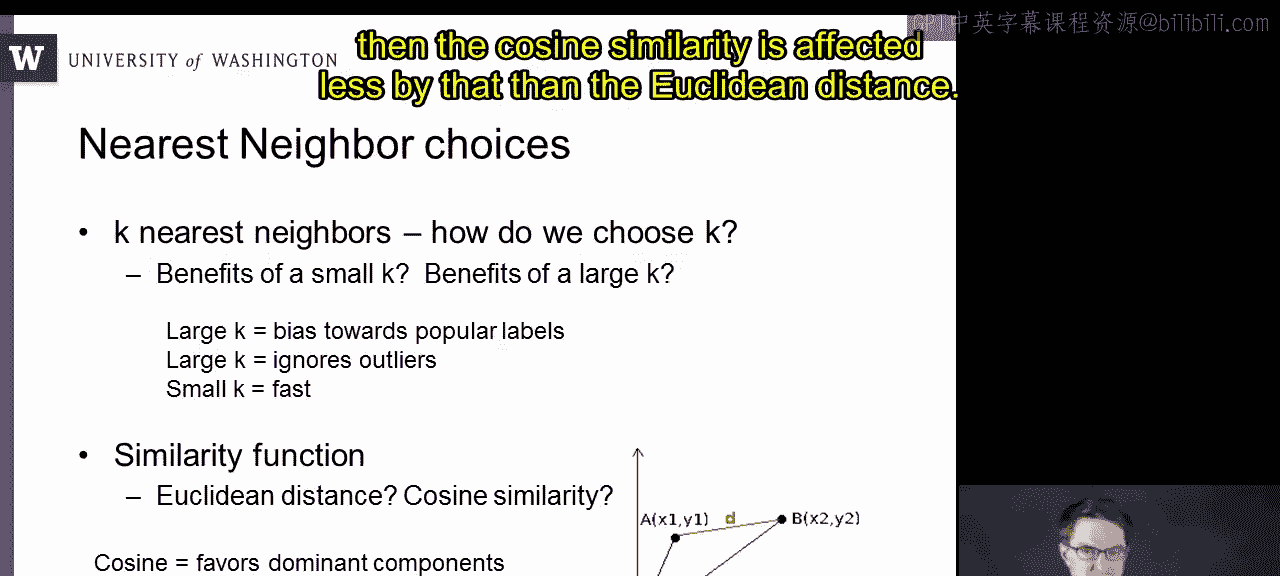 GPT中英字幕课程资源@bilibili.com
then the cosine similarity is affected
less by that than the Euclidean distance.
W UNIVERSITY of WASHINGTON
Nearest Neighbor choices
• k nearest neighbors – how do we choose k?
– Benefits of a small k? Benefits of a large k?
Large k = bias towards popular labels
Large k = ignores outliers
Small k = fast
• Similarity function
– Euclidean distance? Cosine similarity?
A(x1,y1) d B(x2,y2)
Cosine = favors dominant components